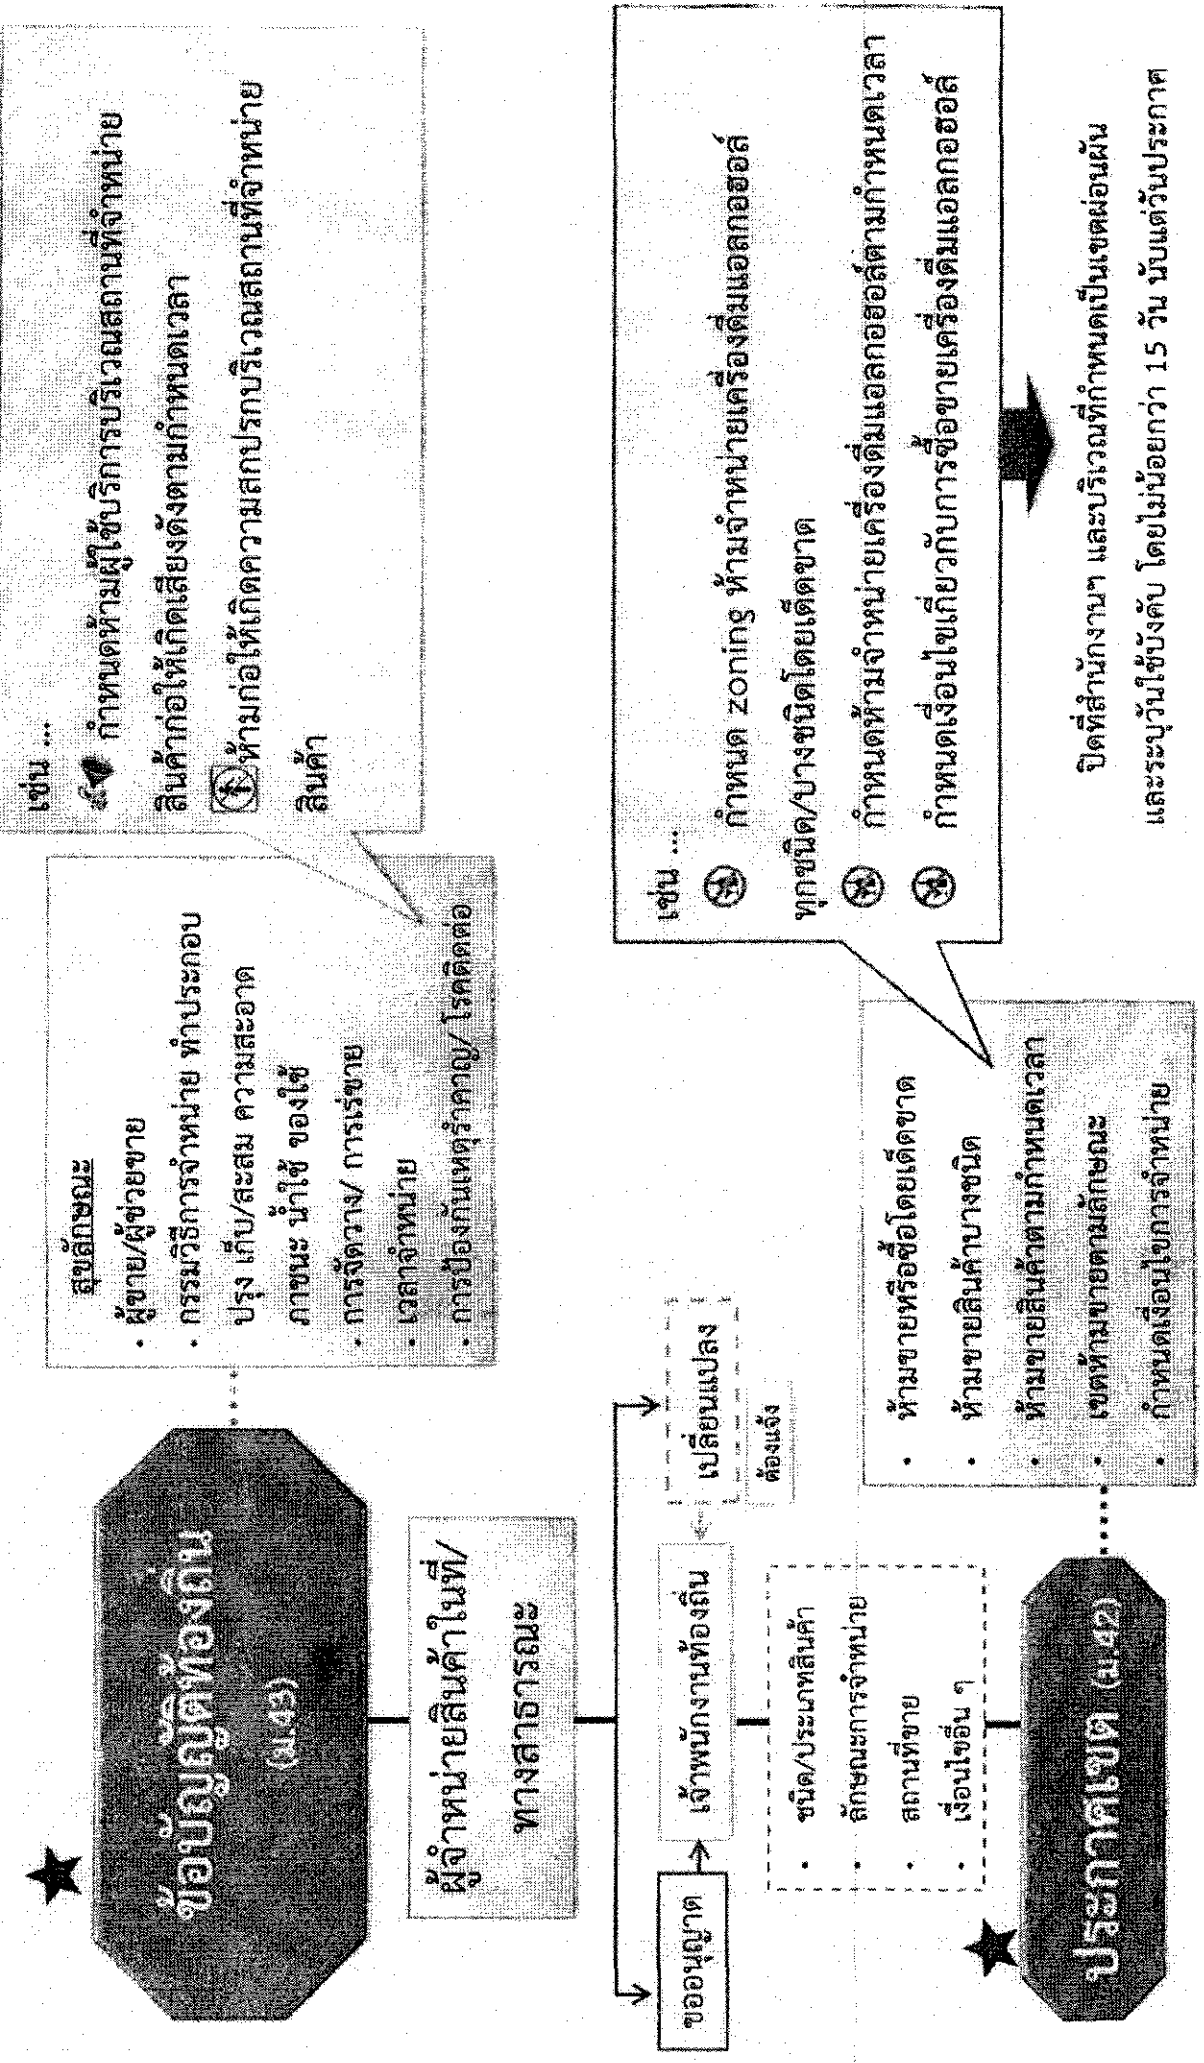 ข้อบัญญัติท้องถิ่น
(ม.43)
สุขลักษณะ
• ผู้ขาย/ผู้ช่วยขาย
• กรรมวิธีการจำหน่าย ทำประกอบ
ปรุง เก็บ/สะสม ความสะอาด
ภาชนะ น้ำใช้ ของใช้
• การจัดวาง/ การเร่ขาย
• เวลาจำหน่าย
• การป้องกันเหตุรำคาญ/ โรคติดต่อ
เช่น ...
กำหนดห้ามผู้ใช้บริการบริเวณสถานที่จำหน่าย
สินค้าก่อให้เกิดเสียงดังตามกำหนดเวลา
ห้ามก่อให้เกิดความสกปรกบริเวณสถานที่จำหน่าย
สินค้า
ผู้จำหน่ายสินค้าในที่/
ทางสาธารณะ
ขออนุญาต
เจ้าพนักงานท้องถิ่น
เปลี่ยนแปลง
ต้องแจ้ง
• ชนิด/ประเภทสินค้า
• ลักษณะการจำหน่าย
• สถานที่ขาย
• เงื่อนไขอื่น ๆ
ประกาศเขต (ม.42)
• ห้ามขายหรือซื้อโดยเด็ดขาด
• ห้ามขายสินค้าบางชนิด
• ห้ามขายสินค้าตามกำหนดเวลา
• เขตห้ามขายตามลักษณะ
• กำหนดเงื่อนไขการจำหน่าย
เช่น ...
กำหนด zoning ห้ามจำหน่ายเครื่องดื่มแอลกอฮอล์
ทุกชนิด/บางชนิดโดยเด็ดขาด
กำหนดห้ามจำหน่ายเครื่องดื่มแอลกอฮอล์ตามกำหนดเวลา
กำหนดเงื่อนไขเกี่ยวกับการซื้อขายเครื่องดื่มแอลกอฮอล์
ปิดที่สำนักงานฯ และบริเวณที่กำหนดเป็นเขตผ่อนผัน
และระบุวันใช้บังคับ โดยไม่น้อยกว่า 15 วัน นับแต่วันประกาศ